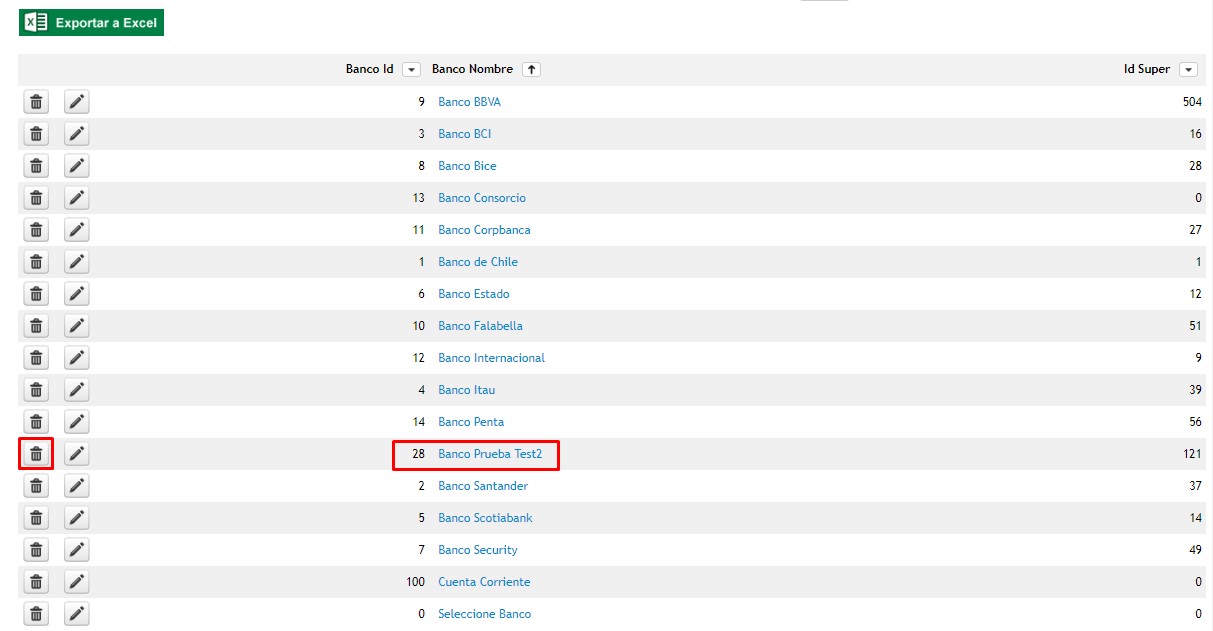 Exportar a Excel
Banco Id Banco Nombre Id Super
9 Banco BBVA 504
3 Banco BCI 16
8 Banco Bice 28
13 Banco Consorcio 0
11 Banco Corpbanca 27
1 Banco de Chile 1
6 Banco Estado 12
10 Banco Falabella 51
12 Banco Internacional 9
4 Banco Itau 39
14 Banco Penta 56
28 Banco Prueba Test2 121
2 Banco Santander 37
5 Banco Scotiabank 14
7 Banco Security 49
100 Cuenta Corriente 0
0 Seleccione Banco 0